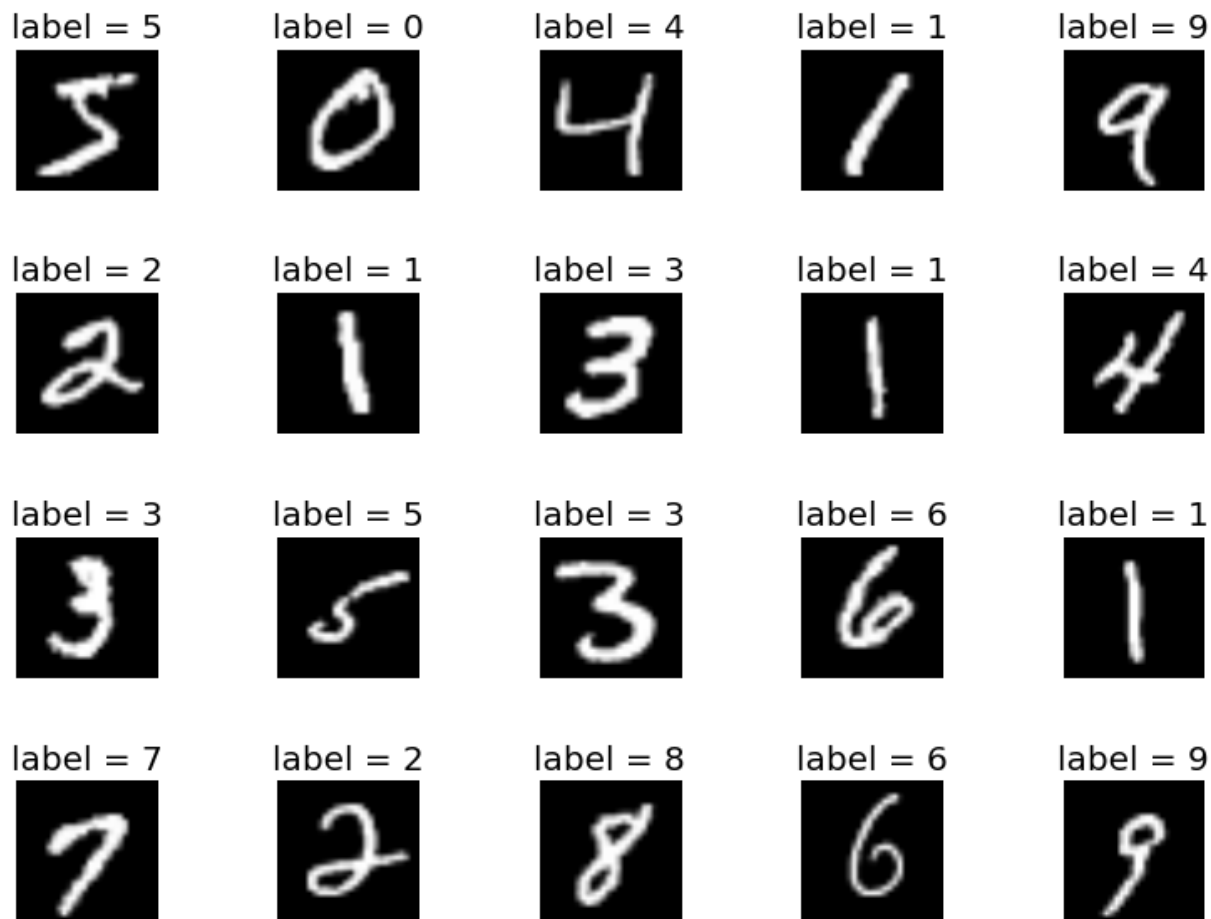 label = 5 label = 0 label = 4 label = 1 label = 9
5 0 4 1 9
label = 2 label = 1 label = 3 label = 1 label = 4
2 1 3 1 4
label = 3 label = 5 label = 3 label = 6 label = 1
3 5 3 6 1
label = 7 label = 2 label = 8 label = 6 label = 9
7 2 8 6 9